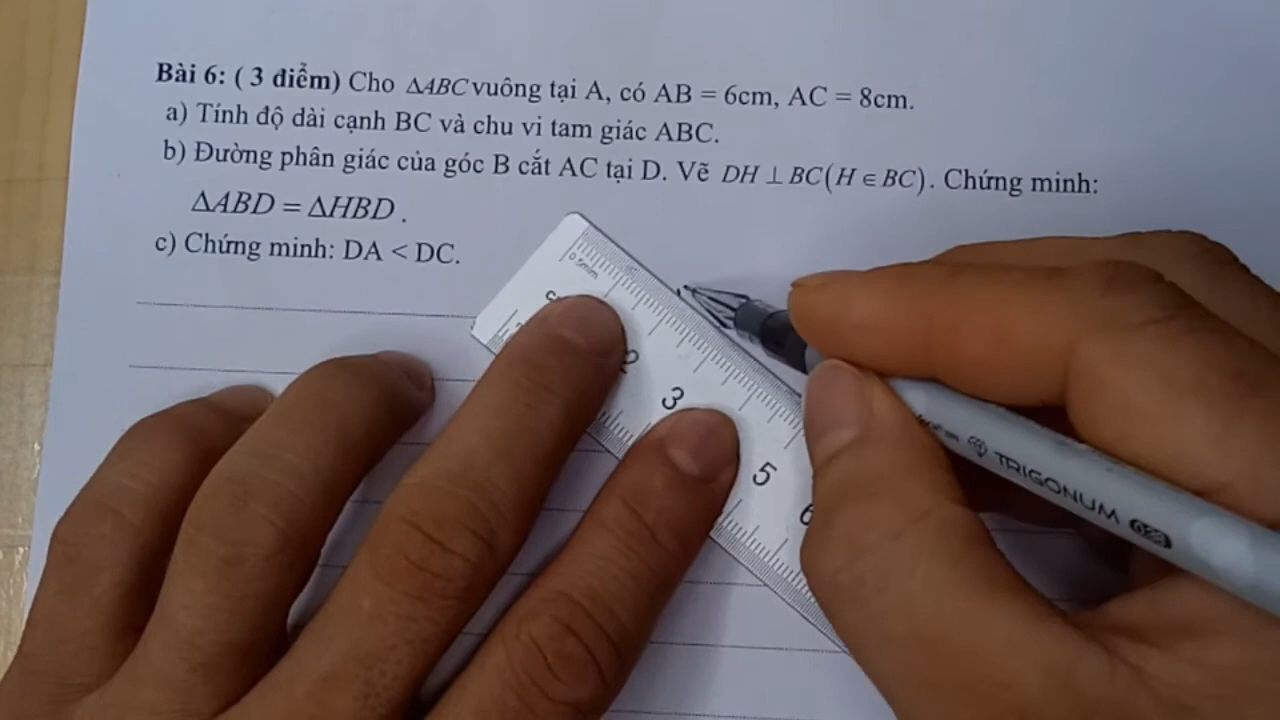 Bài 6: ( 3 điểm) Cho ΔABC vuông tại A, có AB = 6cm, AC = 8cm.
a) Tính độ dài cạnh BC và chu vi tam giác ABC.
b) Đường phân giác của góc B cắt AC tại D. Vẽ DH ⊥ BC(H ∈ BC). Chứng minh:
ΔABD = ΔHBD.
c) Chứng minh: DA < DC.
0.5mm
2
3
5
6
TRIGONUM